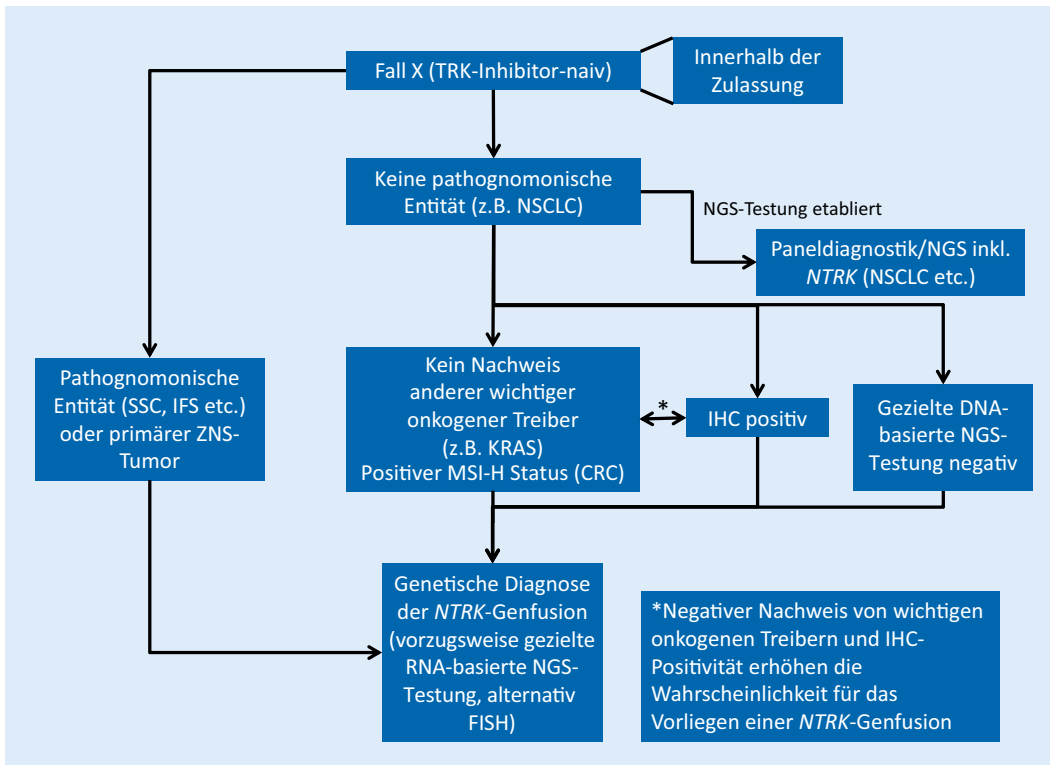 Fall X (TRK-Inhibitor-naiv)
Innerhalb der
Zulassung
Keine pathognomonische
Entität (z.B. NSCLC)
NGS-Testung etabliert
Paneldiagnostik/NGS inkl.
NTRK (NSCLC etc.)
Pathognomonische
Entität (SSC, IFS etc.)
oder primärer ZNS-
Tumor
Kein Nachweis
anderer wichtiger
onkogener Treiber
(z.B. KRAS)
Positiver MSI-H Status (CRC)
*
IHC positiv
Gezielte DNA-
basierte NGS-
Testung negativ
Genetische Diagnose
der NTRK-Genfusion
(vorzugsweise gezielte
RNA-basierte NGS-
Testung, alternativ
FISH)
*Negativer Nachweis von wichtigen
onkogenen Treibern und IHC-
Positivität erhöhen die
Wahrscheinlichkeit für das
Vorliegen einer NTRK-Genfusion